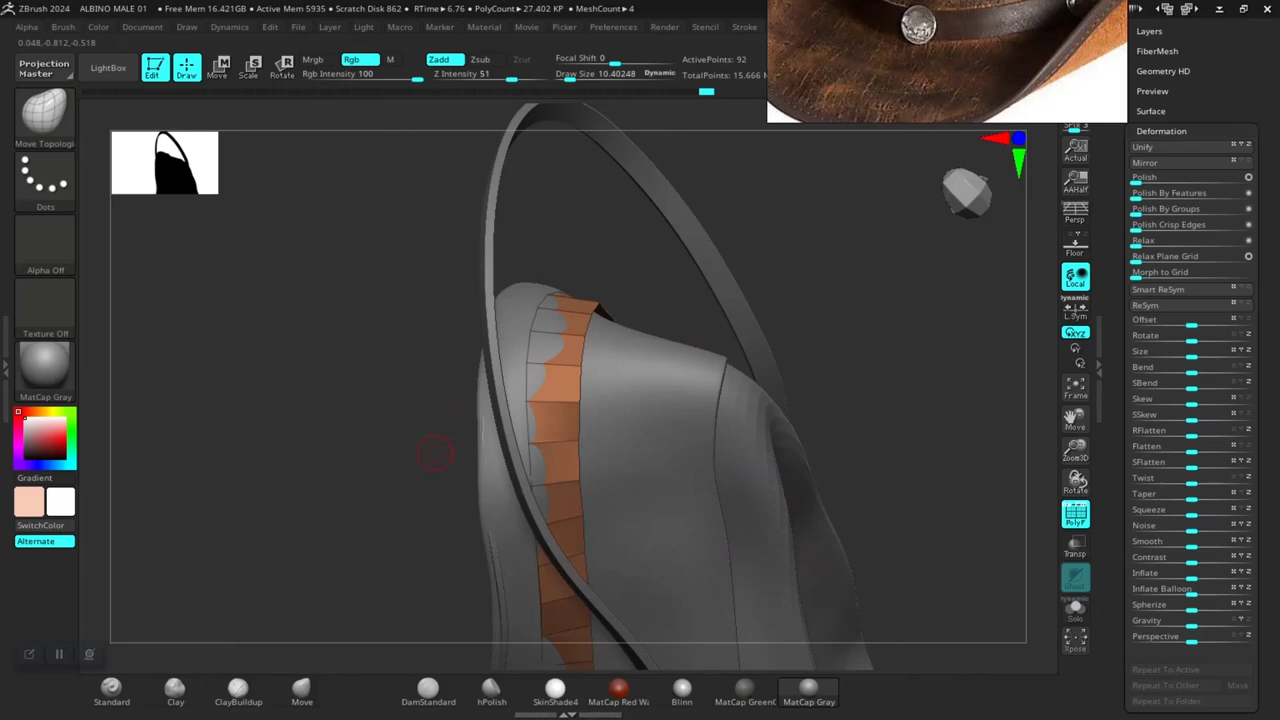 ZBrush 2024 ALBINO MALE 01 • Free Mem 16.421GB • Active Mem 5935 • Scratch Disk 862 • RTime▸6.76 • PolyCount▸27.402 KP • MeshCount▸4
Alpha Brush Color Document Draw Dynamics Edit File Layer Light Macro Marker Material Movie Picker Preferences Render Stencil Stroke
0.048,-0.812,-0.518
Projection Master
LightBox
Edit
Draw
Move
Scale
Rotate
Mrgb Rgb M
Rgb Intensity 100
Zadd Zsub Zcut
Z Intensity 51
Focal Shift 0
Draw Size 10.40248 Dynamic
ActivePoints: 92
TotalPoints: 15.666 M
Move Topologi
Dots
Alpha Off
Texture Off
MatCap Gray
Gradient
SwitchColor
Alternate
SPix 3
Actual
AAHalf
Persp
Floor
Local
Dynamic
L.Sym
XYZ
Frame
Move
Zoom3D
Rotate
PolyF
Transp
Ghost
Dynamic
Solo
Xpose
Layers
FiberMesh
Geometry HD
Preview
Surface
Deformation
Unify
Mirror
Polish
Polish By Features
Polish By Groups
Polish Crisp Edges
Relax
Relax Plane Grid
Morph to Grid
Smart ReSym
ReSym
Offset
Rotate
Size
Bend
SBend
Skew
SSkew
RFlatten
Flatten
SFlatten
Twist
Taper
Squeeze
Noise
Smooth
Contrast
Inflate
Inflate Balloon
Spherize
Gravity
Perspective
Repeat To Active
Repeat To Other Mask
Repeat To Folder
Standard Clay ClayBuildup Move DamStandard hPolish SkinShade4 MatCap Red Wa Blinn MatCap GreenC MatCap Gray